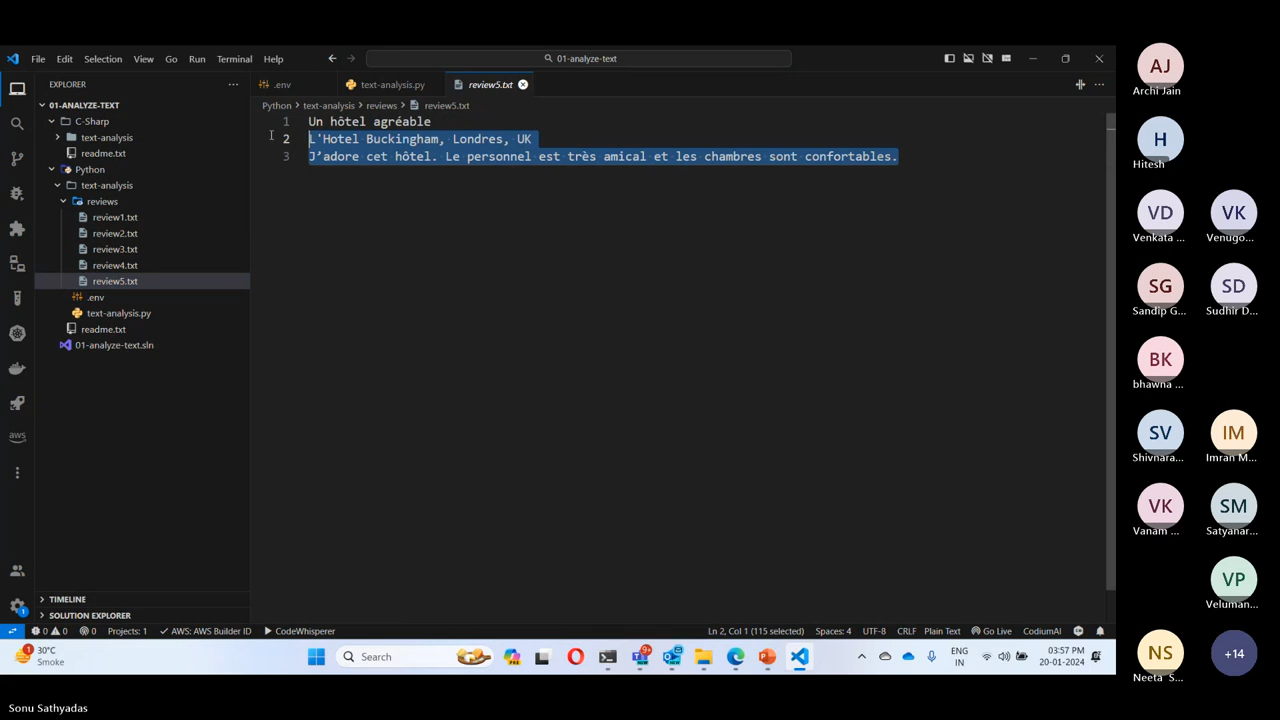 File Edit Selection View Go Run Terminal Help
01-analyze-text
EXPLORER
01-ANALYZE-TEXT
C-Sharp
text-analysis
readme.txt
Python
text-analysis
reviews
review1.txt
review2.txt
review3.txt
review4.txt
review5.txt
.env
text-analysis.py
readme.txt
01-analyze-text.sln
TIMELINE
SOLUTION EXPLORER
.env text-analysis.py review5.txt
Python > text-analysis > reviews > review5.txt
1 Un hôtel agréable
2 L'Hotel Buckingham, Londres, UK
3 J’adore cet hôtel. Le personnel est très amical et les chambres sont confortables.
aws
1
0 0 0 Projects: 1 AWS: AWS Builder ID CodeWhisperer Ln 2, Col 1 (115 selected) Spaces: 4 UTF-8 CRLF Plain Text Go Live CodiumAI
1
30°C
Smoke
Search
9+
ENG
IN
03:57 PM
20-01-2024
AJ
Archi Jain
H
Hitesh
VD
Venkata ...
VK
Venugo...
SG
Sandip G...
SD
Sudhir D...
BK
bhawna ...
SV
Shivnara...
IM
Imran M...
VK
Vanam ...
SM
Satyanar...
VP
Veluman...
NS
Neeta S...
+14
Sonu Sathyadas